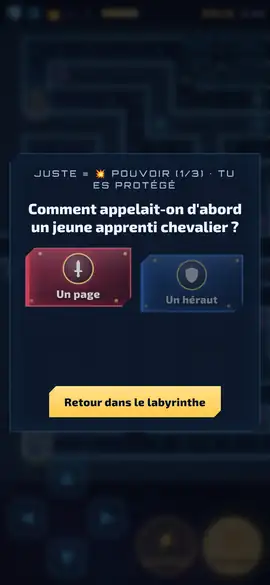 JUSTE = 💥 POUVOIR (1/3) · TU
ES PROTÉGÉ
Comment appelait-on d'abord
un jeune apprenti chevalier ?
Un page
Un héraut
Retour dans le labyrinthe